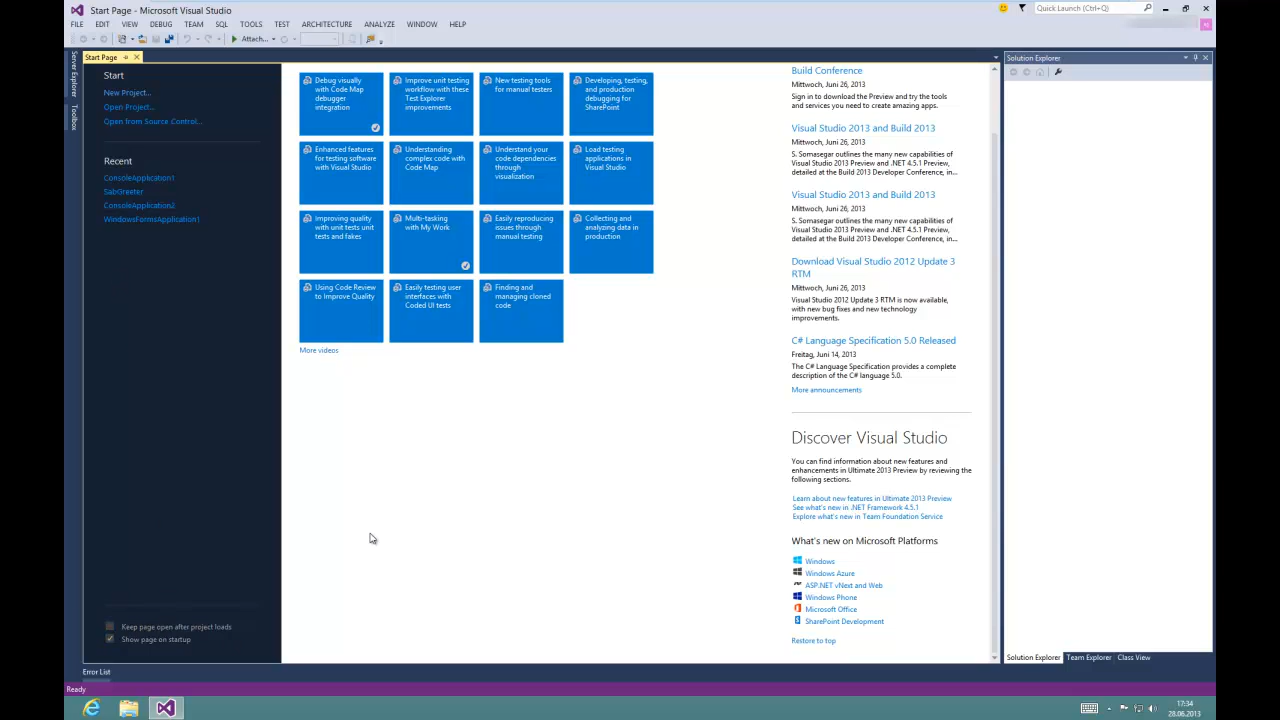 Start Page - Microsoft Visual Studio
Quick Launch (Ctrl+Q)
FILE EDIT VIEW DEBUG TEAM SQL TOOLS TEST ARCHITECTURE ANALYZE WINDOW HELP
Attach...
Server Explorer
Toolbox
Start Page
Start
New Project...
Open Project...
Open from Source Control...
Recent
ConsoleApplication1
SabGreeter
ConsoleApplication2
WindowsFormsApplication1
Keep page open after project loads
Show page on startup
Debug visually
with Code Map
debugger
integration
Improve unit testing
workflow with these
Test Explorer
improvements
New testing tools
for manual testers
Developing, testing,
and production
debugging for
SharePoint
Enhanced features
for testing software
with Visual Studio
Understanding
complex code with
Code Map
Understand your
code dependencies
through
visualization
Load testing
applications in
Visual Studio
Improving quality
with unit tests unit
tests and fakes
Multi-tasking
with My Work
Easily reproducing
issues through
manual testing
Collecting and
analyzing data in
production
Using Code Review
to Improve Quality
Easily testing user
interfaces with
Coded UI tests
Finding and
managing cloned
code
More videos
Build Conference
Mittwoch, Juni 26, 2013
Sign in to download the Preview and try the tools
and services you need to create amazing apps.
Visual Studio 2013 and Build 2013
Mittwoch, Juni 26, 2013
S. Somasegar outlines the many new capabilities of
Visual Studio 2013 Preview and .NET 4.5.1 Preview,
detailed at the Build 2013 Developer Conference, in...
Visual Studio 2013 and Build 2013
Mittwoch, Juni 26, 2013
S. Somasegar outlines the many new capabilities of
Visual Studio 2013 Preview and .NET 4.5.1 Preview,
detailed at the Build 2013 Developer Conference, in...
Download Visual Studio 2012 Update 3
RTM
Mittwoch, Juni 26, 2013
Visual Studio 2012 Update 3 RTM is now available,
with new bug fixes and new technology
improvements.
C# Language Specification 5.0 Released
Freitag, Juni 14, 2013
The C# Language Specification provides a complete
description of the C# language 5.0.
More announcements
Discover Visual Studio
You can find information about new features and
enhancements in Ultimate 2013 Preview by reviewing the
following sections.
Learn about new features in Ultimate 2013 Preview
See what's new in .NET Framework 4.5.1
Explore what's new in Team Foundation Service
What's new on Microsoft Platforms
Windows
Windows Azure
ASP.NET vNext and Web
Windows Phone
Microsoft Office
SharePoint Development
Restore to top
Solution Explorer
Solution Explorer Team Explorer Class View
Error List
Ready
17:34
28.06.2013